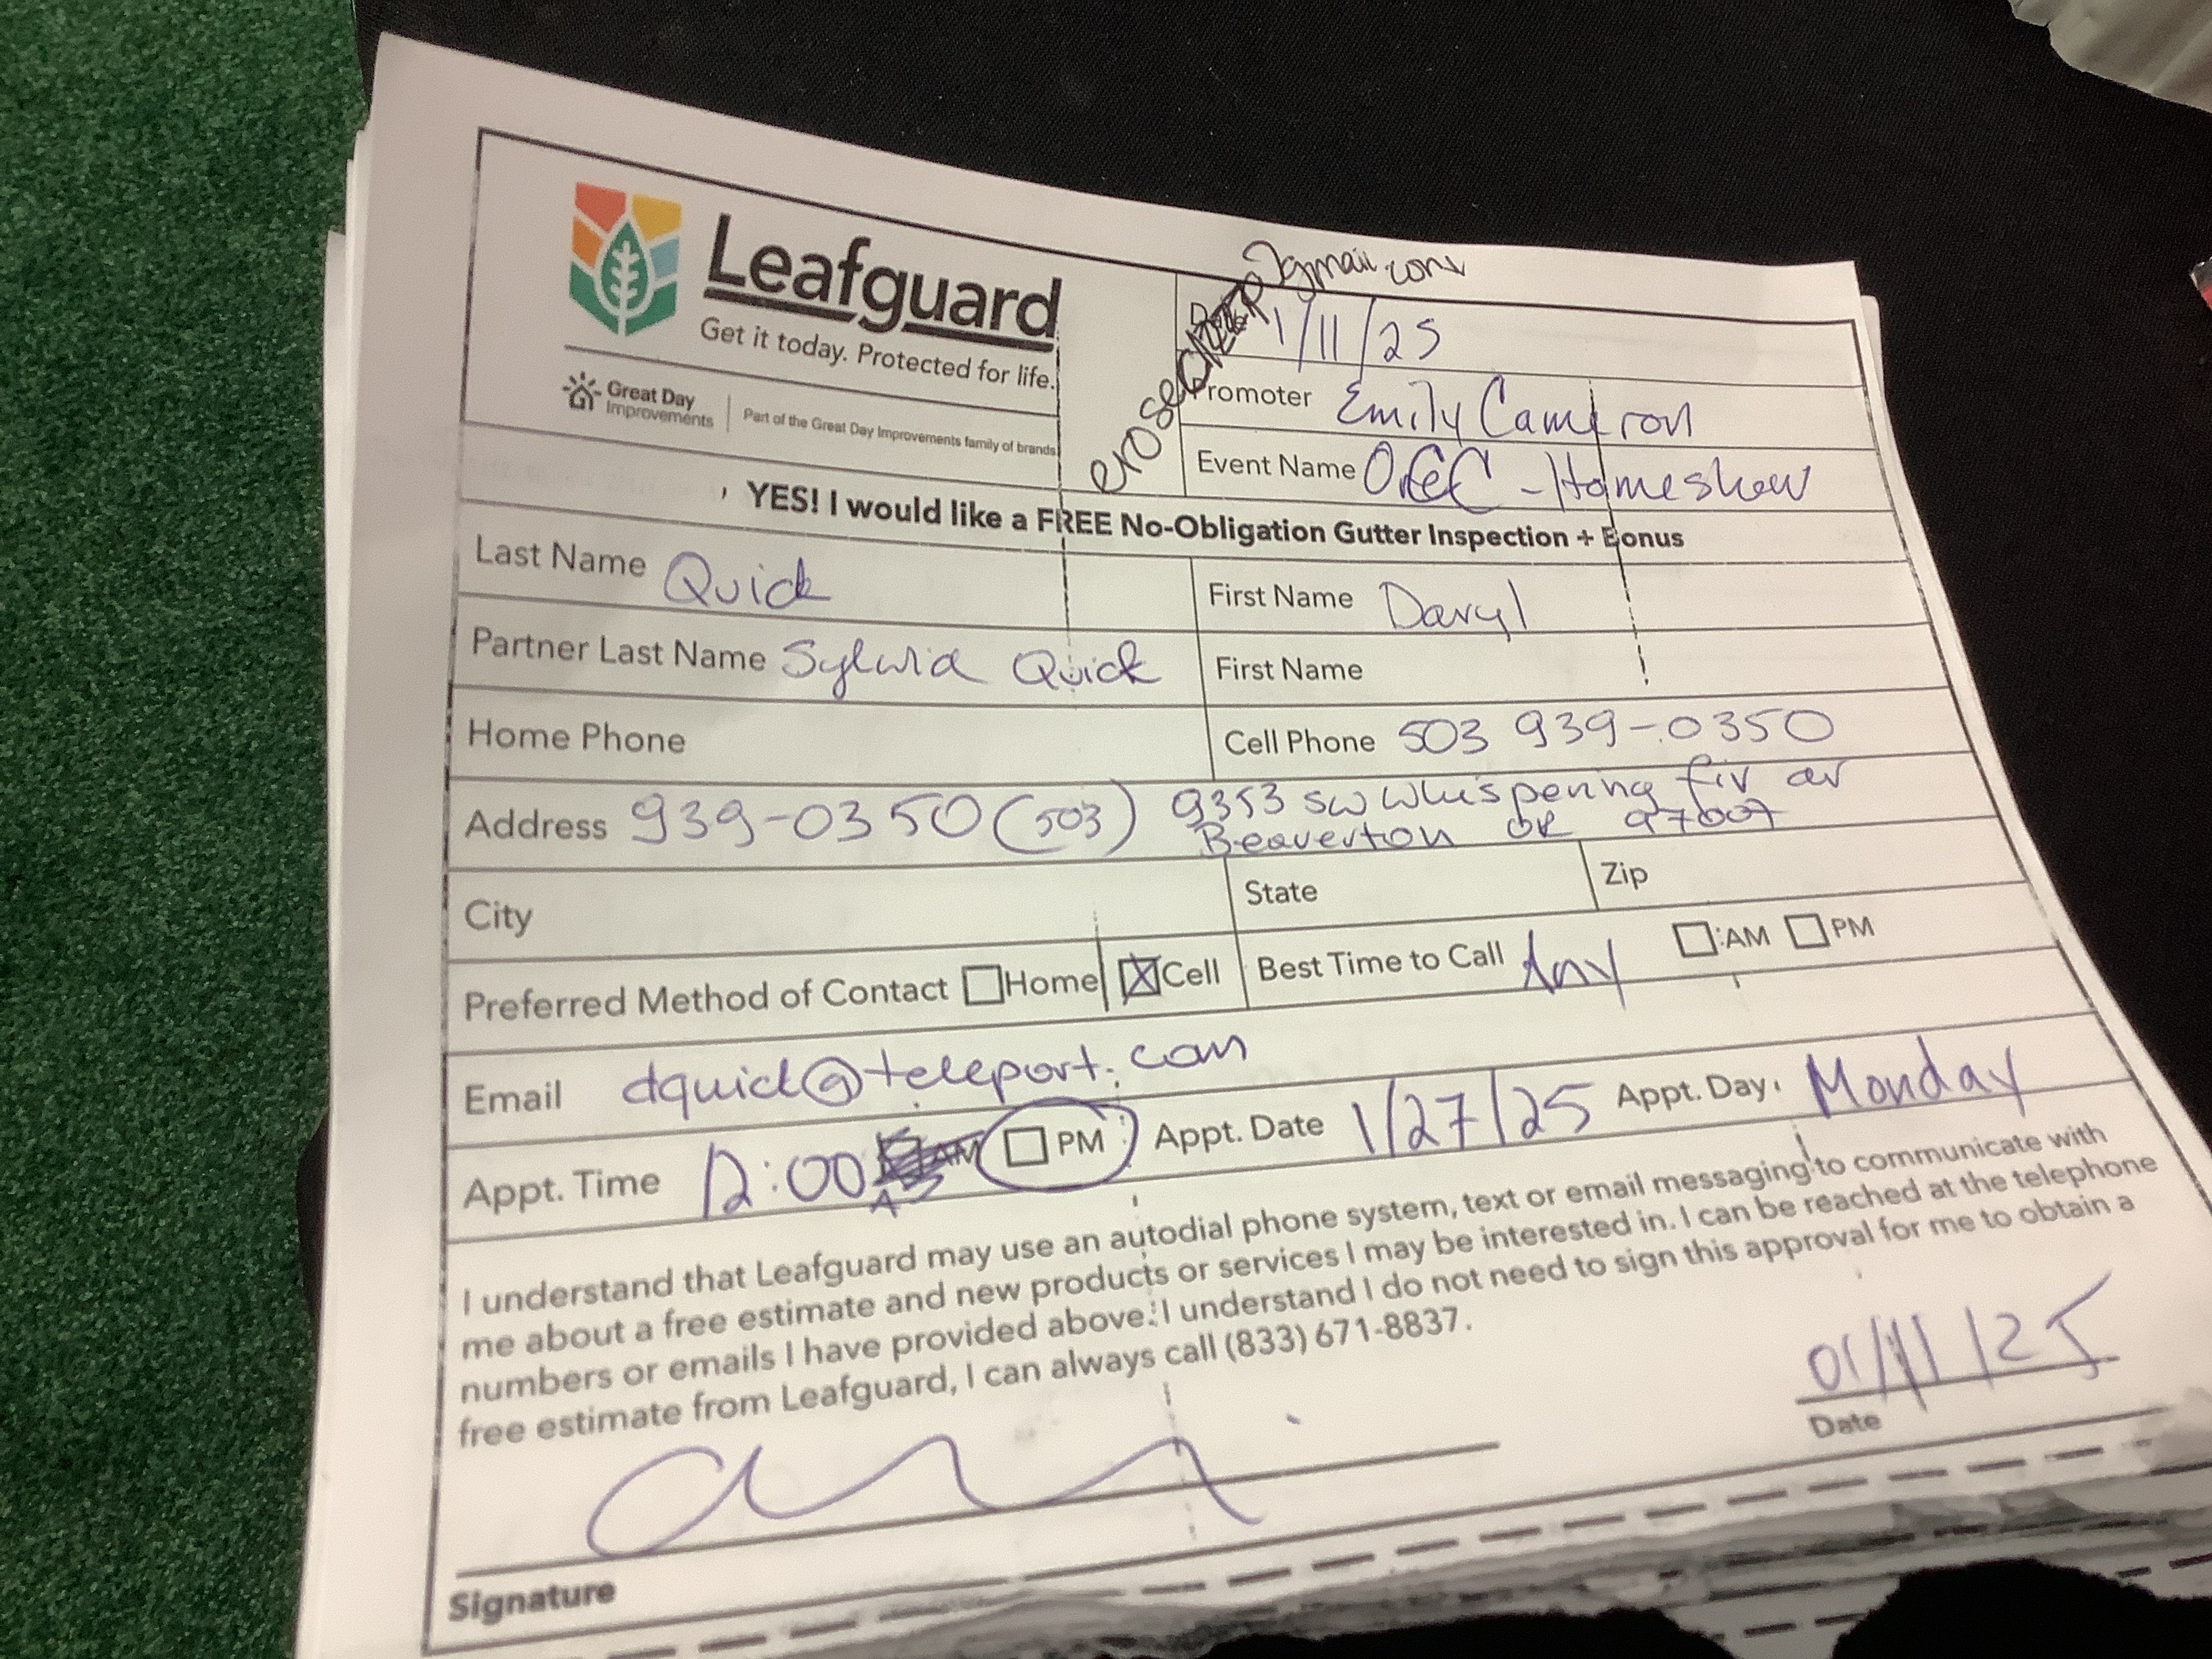 Leafguard
Get it today. Protected for life.
Great Day Improvements | Part of the Great Day Improvements family of brands
gmail.com
1/11/25
Promoter Emily Cameron
Event Name OCC - Homeshow
YES! I would like a FREE No-Obligation Gutter Inspection + Bonus
Last Name Quick First Name Daryl
Partner Last Name Sylwia Quick First Name
Home Phone Cell Phone 503 939-0350
Address 939-0350 (503) 9353 SW Whispering fir av
Beaverton OR 97007
City State Zip
Preferred Method of Contact Home Cell Best Time to Call Any AM PM
Email dquick@teleport.com
Appt. Time 12:00 AM PM Appt. Date 1/27/25 Appt. Day Monday
I understand that Leafguard may use an autodial phone system, text or email messaging to communicate with
me about a free estimate and new products or services I may be interested in. I can be reached at the telephone
numbers or emails I have provided above. I understand I do not need to sign this approval for me to obtain a
free estimate from Leafguard, I can always call (833) 671-8837.
01/11/25
Signature Date